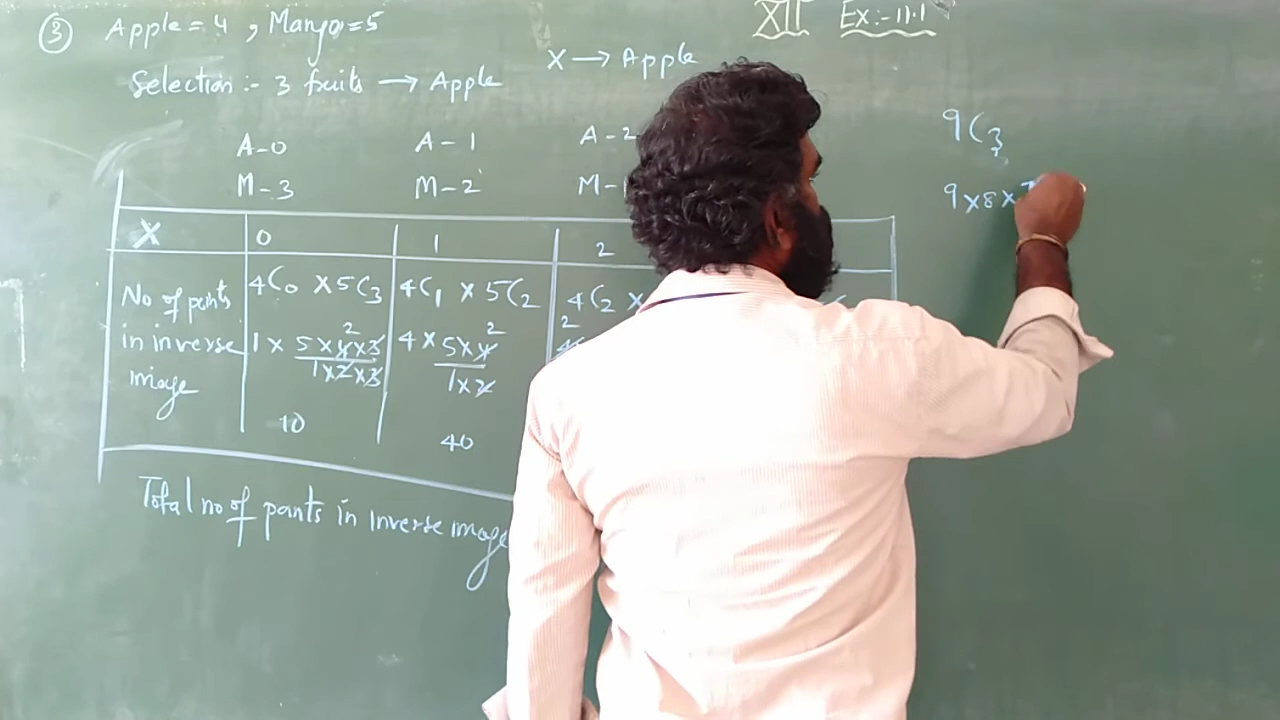 XII Ex:- 11.1
③ Apple = 4 , Mango = 5
Selection :- 3 fruits → Apple
X → Apple
A-0 A-1 A-2
M-3 M-2 M-
X 0 1 2
No of points in inverse image
4C0 × 5C3 4C1 × 5C2 4C2 ×
1 × 5×4×3 / 1×2×3 2
4 × 5×4 / 1×2 2
2
10 40
Total no of points in inverse image
9C3
9×8×7